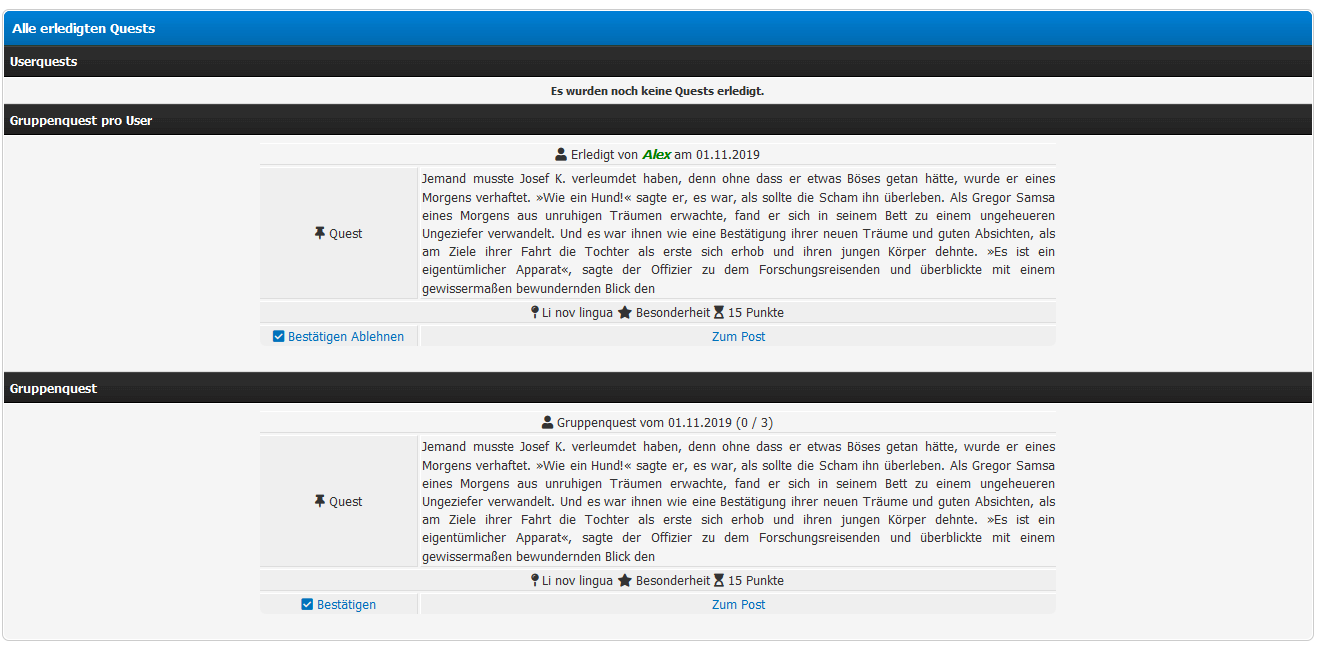 Alle erledigten Quests
Userquests
Es wurden noch keine Quests erledigt.
Gruppenquest pro User
Erledigt von Alex am 01.11.2019
Quest
Jemand musste Josef K. verleumdet haben, denn ohne dass er etwas Böses getan hätte, wurde er eines
Morgens verhaftet. »Wie ein Hund!« sagte er, es war, als sollte die Scham ihn überleben. Als Gregor Samsa
eines Morgens aus unruhigen Träumen erwachte, fand er sich in seinem Bett zu einem ungeheueren
Ungeziefer verwandelt. Und es war ihnen wie eine Bestätigung ihrer neuen Träume und guten Absichten, als
am Ziele ihrer Fahrt die Tochter als erste sich erhob und ihren jungen Körper dehnte. »Es ist ein
eigentümlicher Apparat«, sagte der Offizier zu dem Forschungsreisenden und überblickte mit einem
gewissermaßen bewundernden Blick den
Li nov lingua Besonderheit 15 Punkte
Bestätigen Ablehnen Zum Post
Gruppenquest
Gruppenquest vom 01.11.2019 (0 / 3)
Quest
Jemand musste Josef K. verleumdet haben, denn ohne dass er etwas Böses getan hätte, wurde er eines
Morgens verhaftet. »Wie ein Hund!« sagte er, es war, als sollte die Scham ihn überleben. Als Gregor Samsa
eines Morgens aus unruhigen Träumen erwachte, fand er sich in seinem Bett zu einem ungeheueren
Ungeziefer verwandelt. Und es war ihnen wie eine Bestätigung ihrer neuen Träume und guten Absichten, als
am Ziele ihrer Fahrt die Tochter als erste sich erhob und ihren jungen Körper dehnte. »Es ist ein
eigentümlicher Apparat«, sagte der Offizier zu dem Forschungsreisenden und überblickte mit einem
gewissermaßen bewundernden Blick den
Li nov lingua Besonderheit 15 Punkte
Bestätigen Zum Post